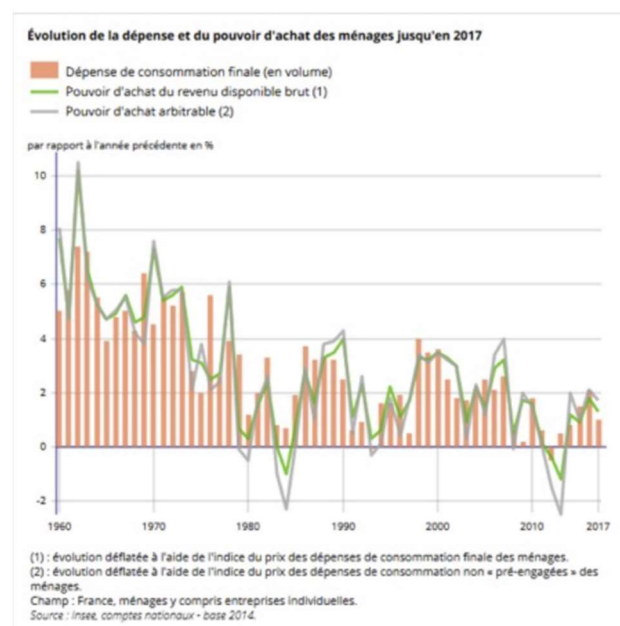 Évolution de la dépense et du pouvoir d'achat des ménages jusqu'en 2017
Dépense de consommation finale (en volume)
Pouvoir d'achat du revenu disponible brut (1)
Pouvoir d'achat arbitrable (2)
par rapport à l'année précédente en %
10
8
6
4
2
0
-2
1960 1970 1980 1990 2000 2010 2017
(1) : évolution déflatée à l'aide de l'indice du prix des dépenses de consommation finale des ménages.
(2) : évolution déflatée à l'aide de l'indice du prix des dépenses de consommation non « pré-engagées » des
ménages.
Champ : France, ménages y compris entreprises individuelles.
Source : Insee, comptes nationaux - base 2014.